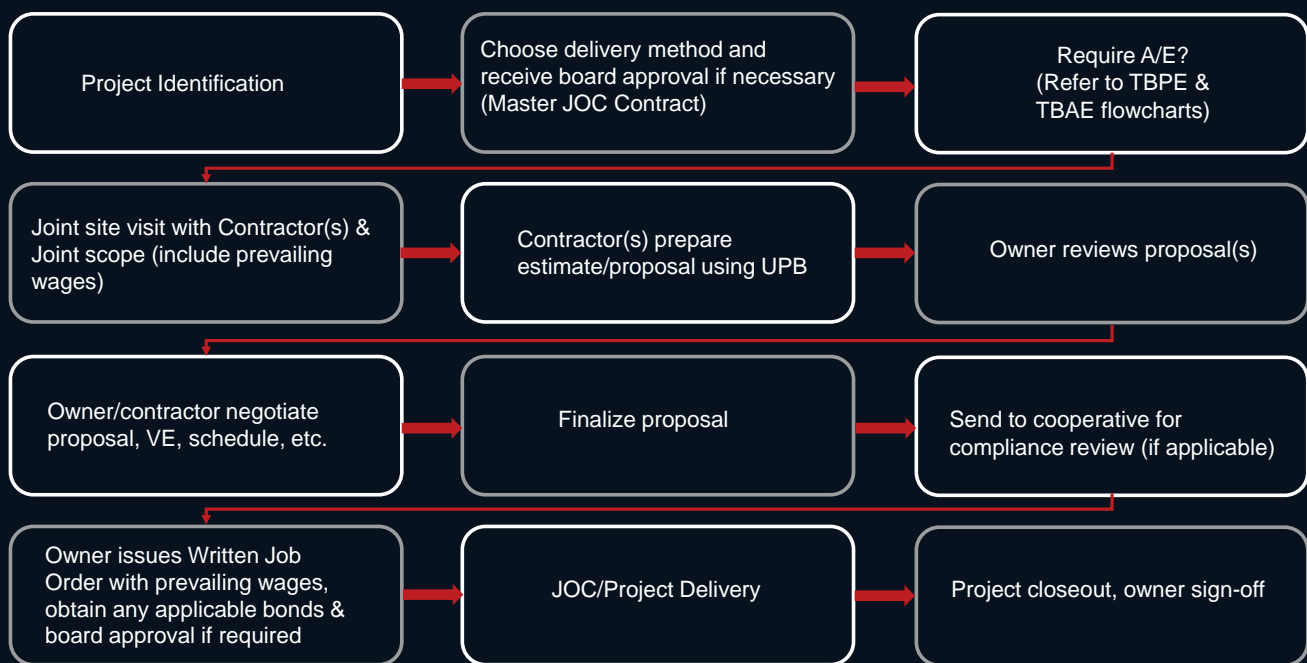 Project Identification
Choose delivery method and
receive board approval if necessary
(Master JOC Contract)
Require A/E?
(Refer to TBPE &
TBAE flowcharts)
Joint site visit with Contractor(s) &
Joint scope (include prevailing
wages)
Contractor(s) prepare
estimate/proposal using UPB
Owner reviews proposal(s)
Owner/contractor negotiate
proposal, VE, schedule, etc.
Finalize proposal
Send to cooperative for
compliance review (if applicable)
Owner issues Written Job
Order with prevailing wages,
obtain any applicable bonds &
board approval if required
JOC/Project Delivery
Project closeout, owner sign-off